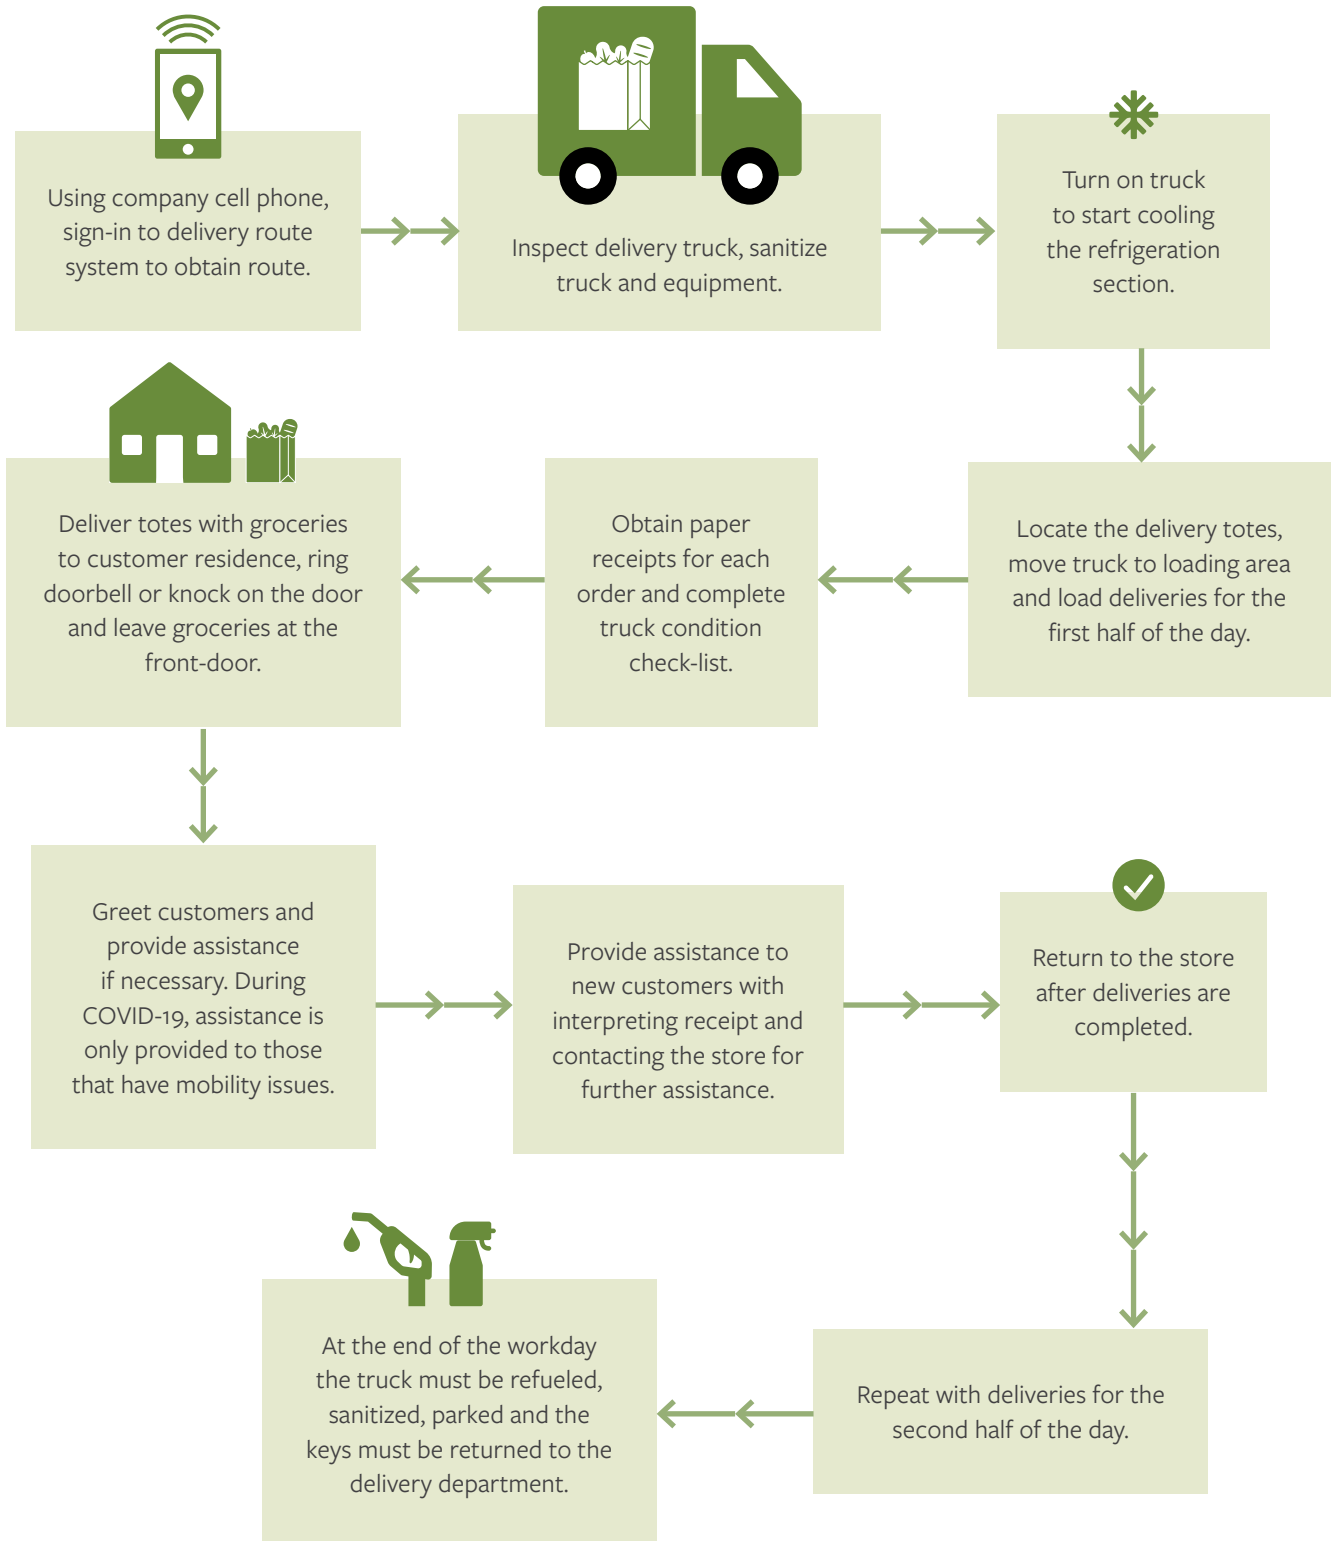 Using company cell phone,
sign-in to delivery route
system to obtain route.
Inspect delivery truck, sanitize
truck and equipment.
Turn on truck
to start cooling
the refrigeration
section.
Locate the delivery totes,
move truck to loading area
and load deliveries for the
first half of the day.
Obtain paper
receipts for each
order and complete
truck condition
check-list.
Deliver totes with groceries
to customer residence, ring
doorbell or knock on the door
and leave groceries at the
front-door.
Greet customers and
provide assistance
if necessary. During
COVID-19, assistance is
only provided to those
that have mobility issues.
Provide assistance to
new customers with
interpreting receipt and
contacting the store for
further assistance.
Return to the store
after deliveries are
completed.
Repeat with deliveries for the
second half of the day.
At the end of the workday
the truck must be refueled,
sanitized, parked and the
keys must be returned to the
delivery department.